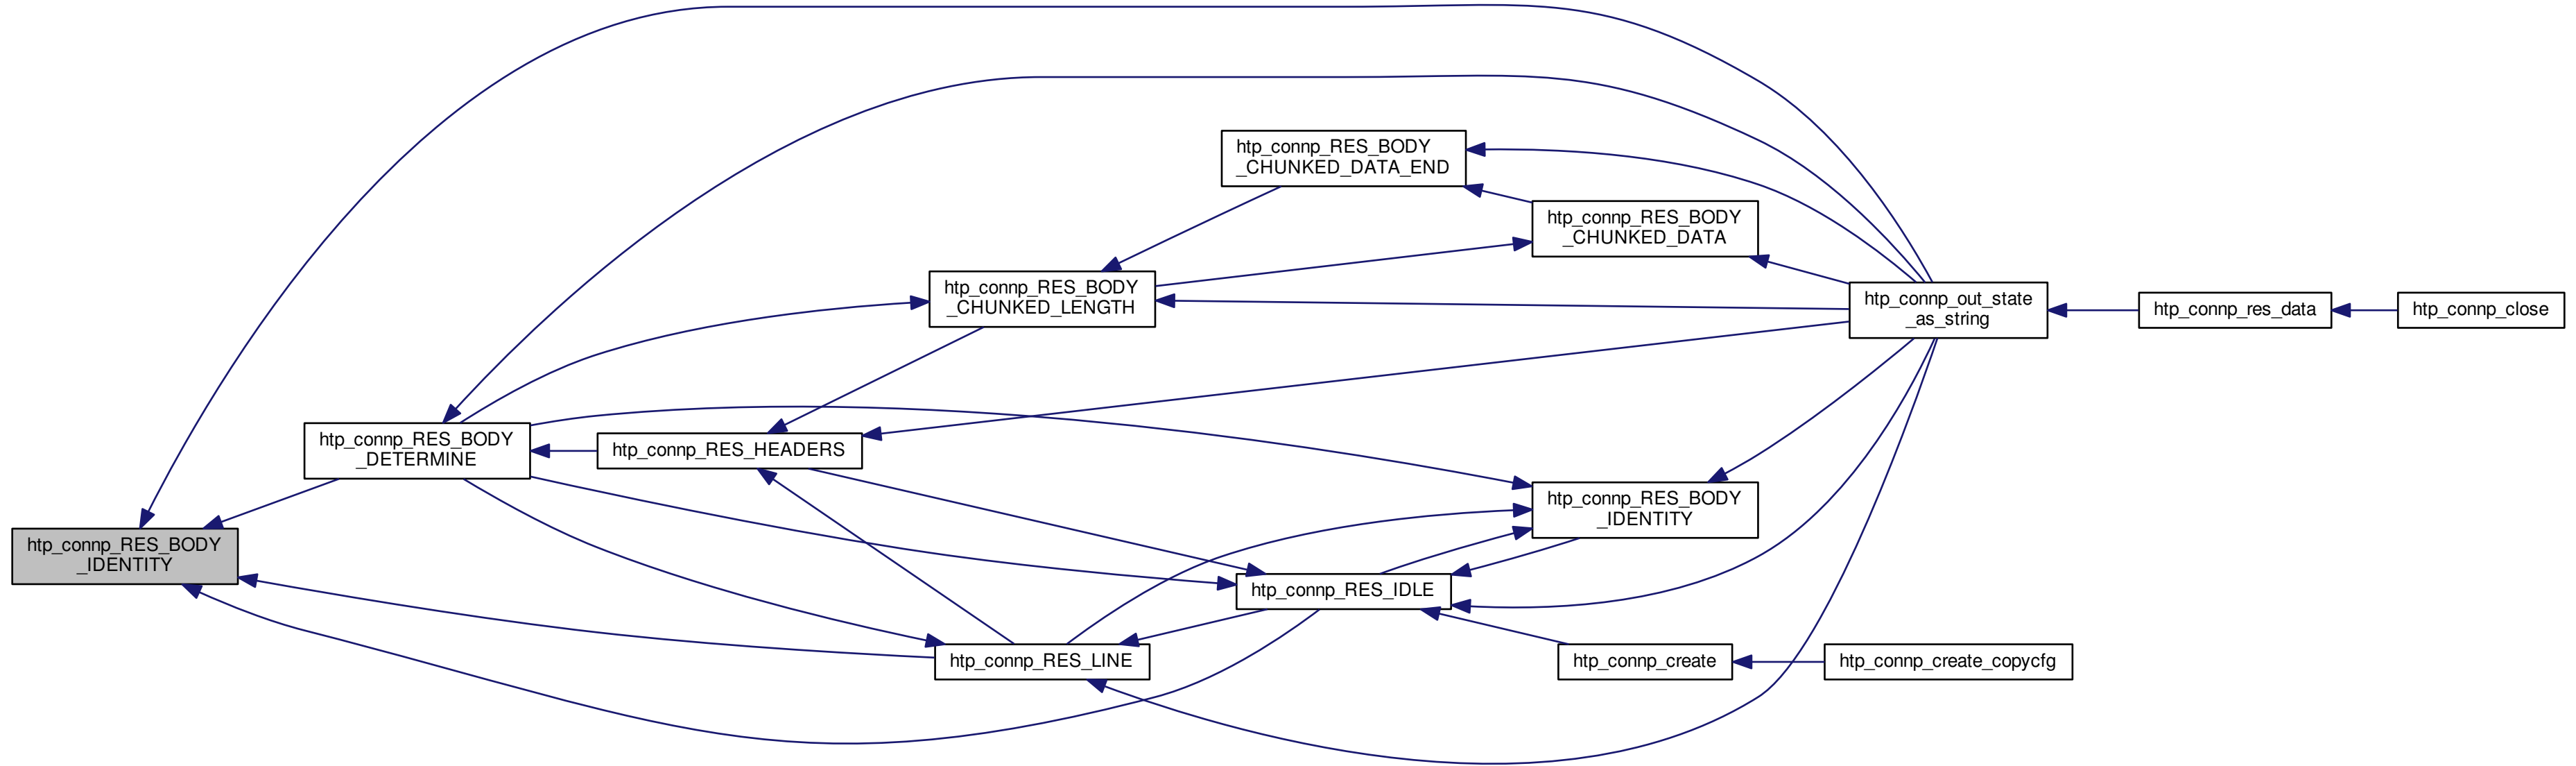 htp_connp_RES_BODY
_CHUNKED_DATA_END
htp_connp_RES_BODY
_CHUNKED_DATA
htp_connp_RES_BODY
_CHUNKED_LENGTH
htp_connp_out_state
_as_string
htp_connp_res_data
htp_connp_close
htp_connp_RES_BODY
_DETERMINE
htp_connp_RES_HEADERS
htp_connp_RES_BODY
_IDENTITY
htp_connp_RES_BODY
_IDENTITY
htp_connp_RES_IDLE
htp_connp_RES_LINE
htp_connp_create
htp_connp_create_copycfg